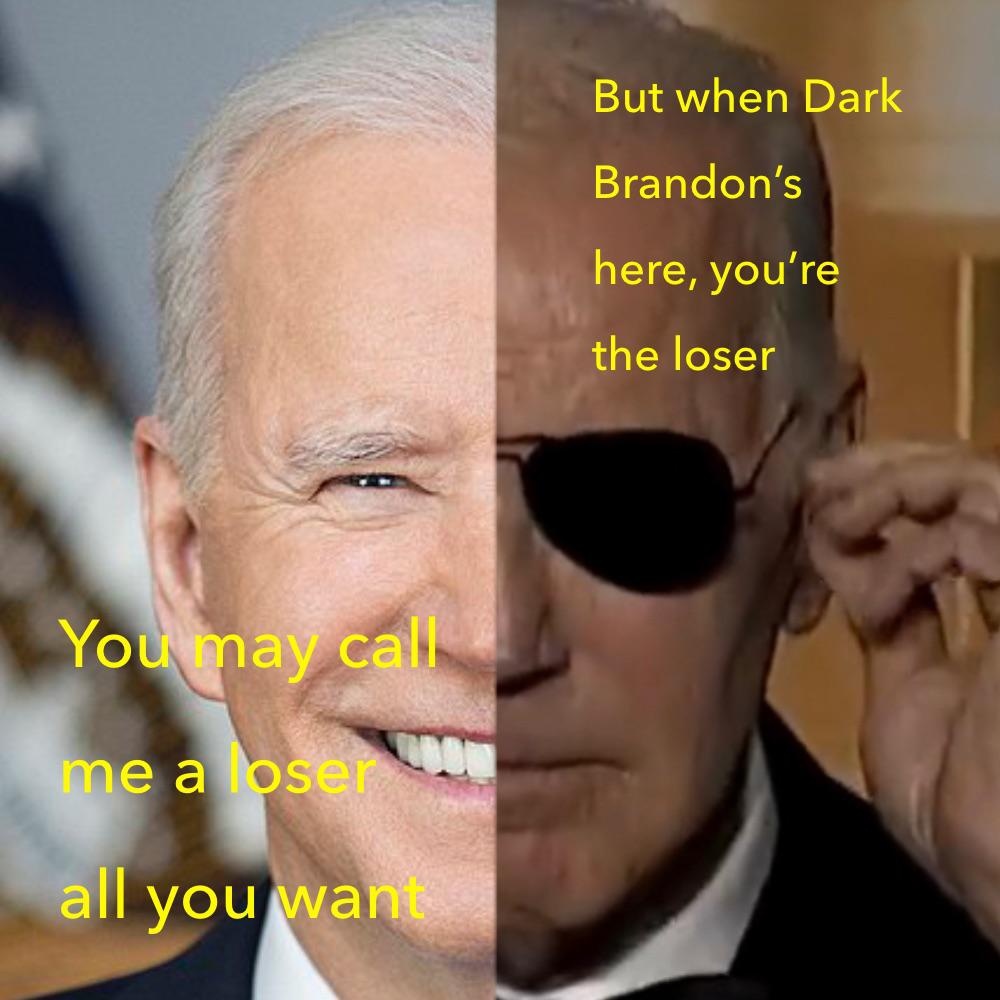 You may call
me a loser
all you want
But when Dark
Brandon’s
here, you’re
the loser